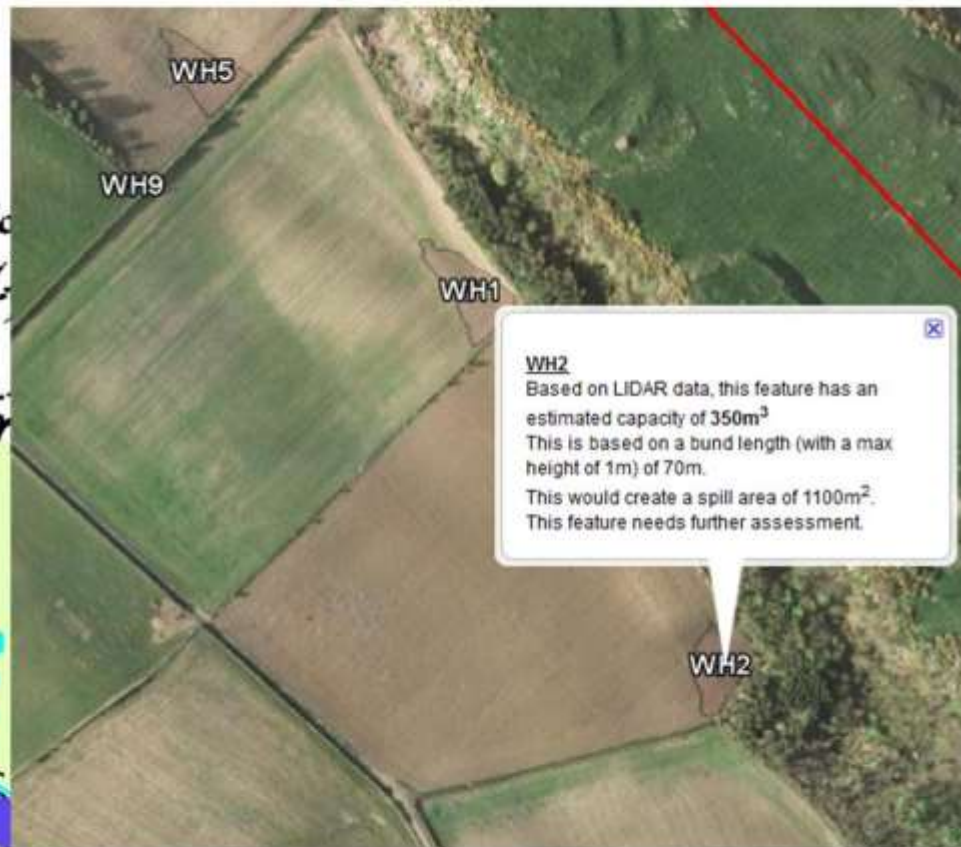 WH5
WH9
WH1
WH2
Based on LIDAR data, this feature has an
estimated capacity of 350m³
This is based on a bund length (with a max
height of 1m) of 70m.
This would create a spill area of 1100m².
This feature needs further assessment.
WH2